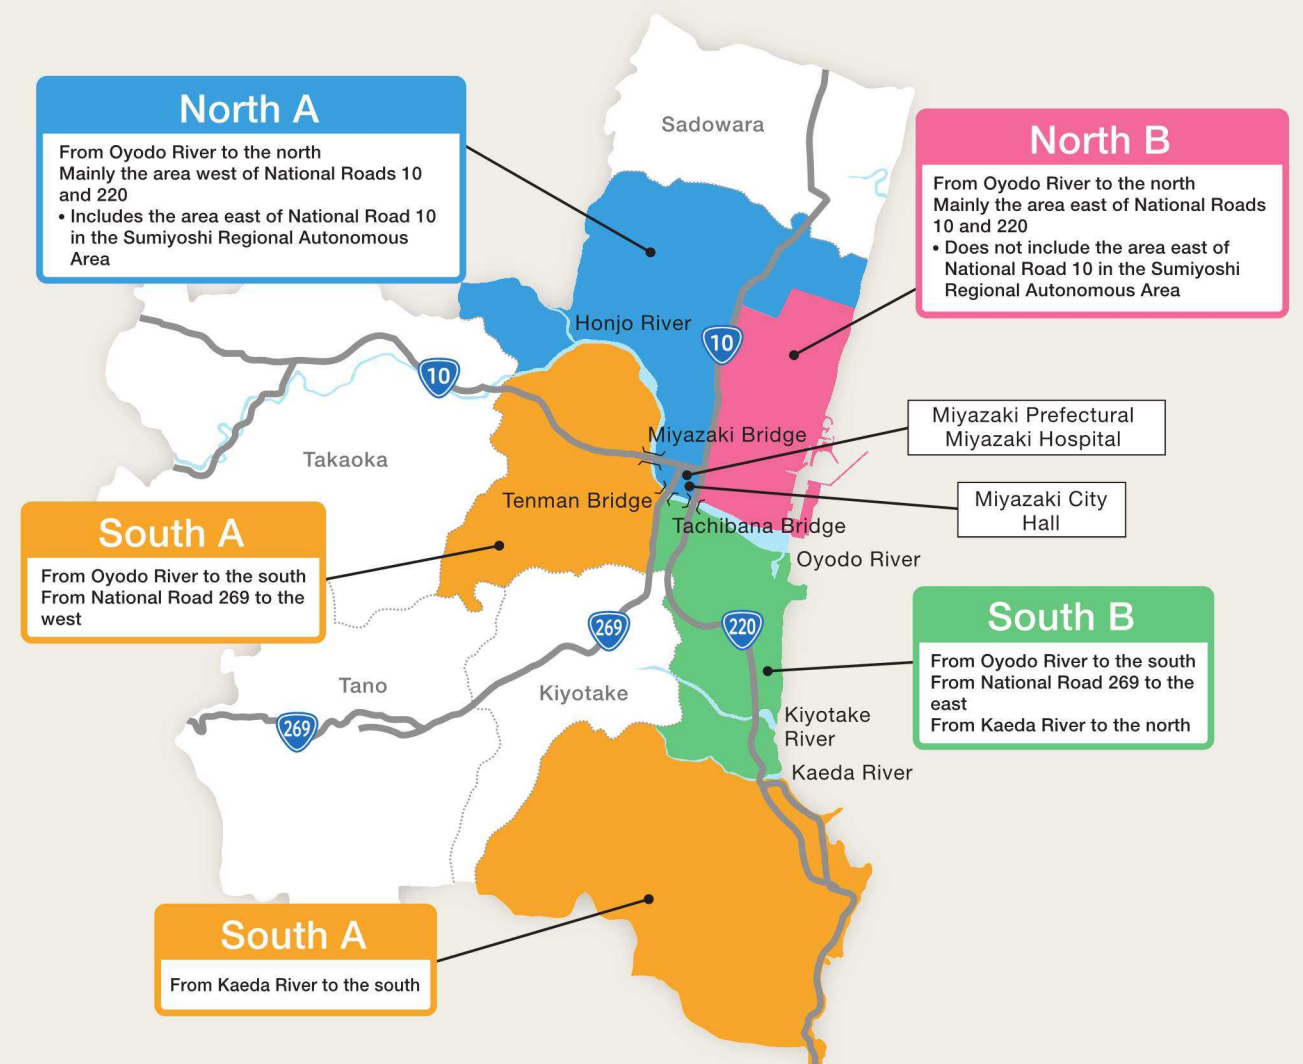 Sadowara
North A
From Oyodo River to the north
Mainly the area west of National Roads 10
and 220
• Includes the area east of National Road 10
in the Sumiyoshi Regional Autonomous
Area
North B
From Oyodo River to the north
Mainly the area east of National Roads
10 and 220
• Does not include the area east of
National Road 10 in the Sumiyoshi
Regional Autonomous Area
Honjo River
10
10
Miyazaki Prefectural
Miyazaki Hospital
Miyazaki Bridge
Takaoka
Tenman Bridge
Miyazaki City
Hall
Tachibana Bridge
Oyodo River
South A
From Oyodo River to the south
From National Road 269 to the
west
269
220
South B
From Oyodo River to the south
From National Road 269 to the
east
From Kaeda River to the north
Tano
Kiyotake
269
Kiyotake
River
Kaeda River
South A
From Kaeda River to the south